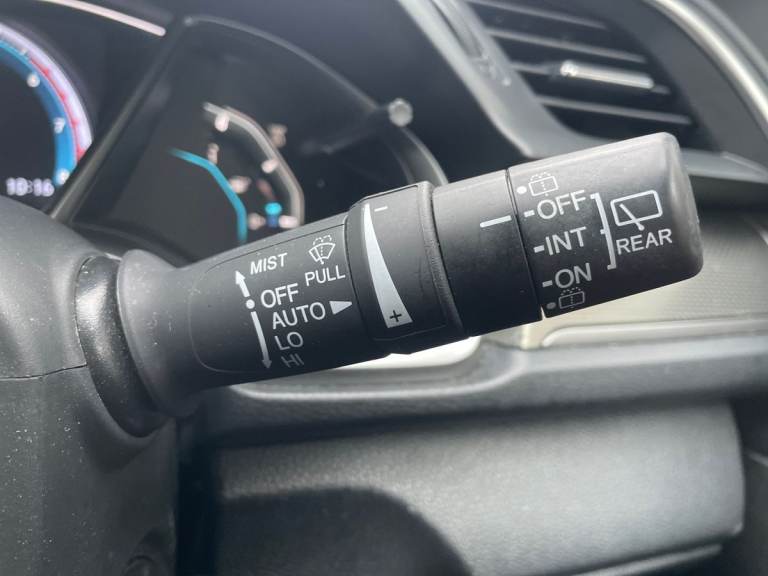 10:16
MIST
PULL
OFF
AUTO
LO
HI
-
+
OFF
INT
ON
REAR